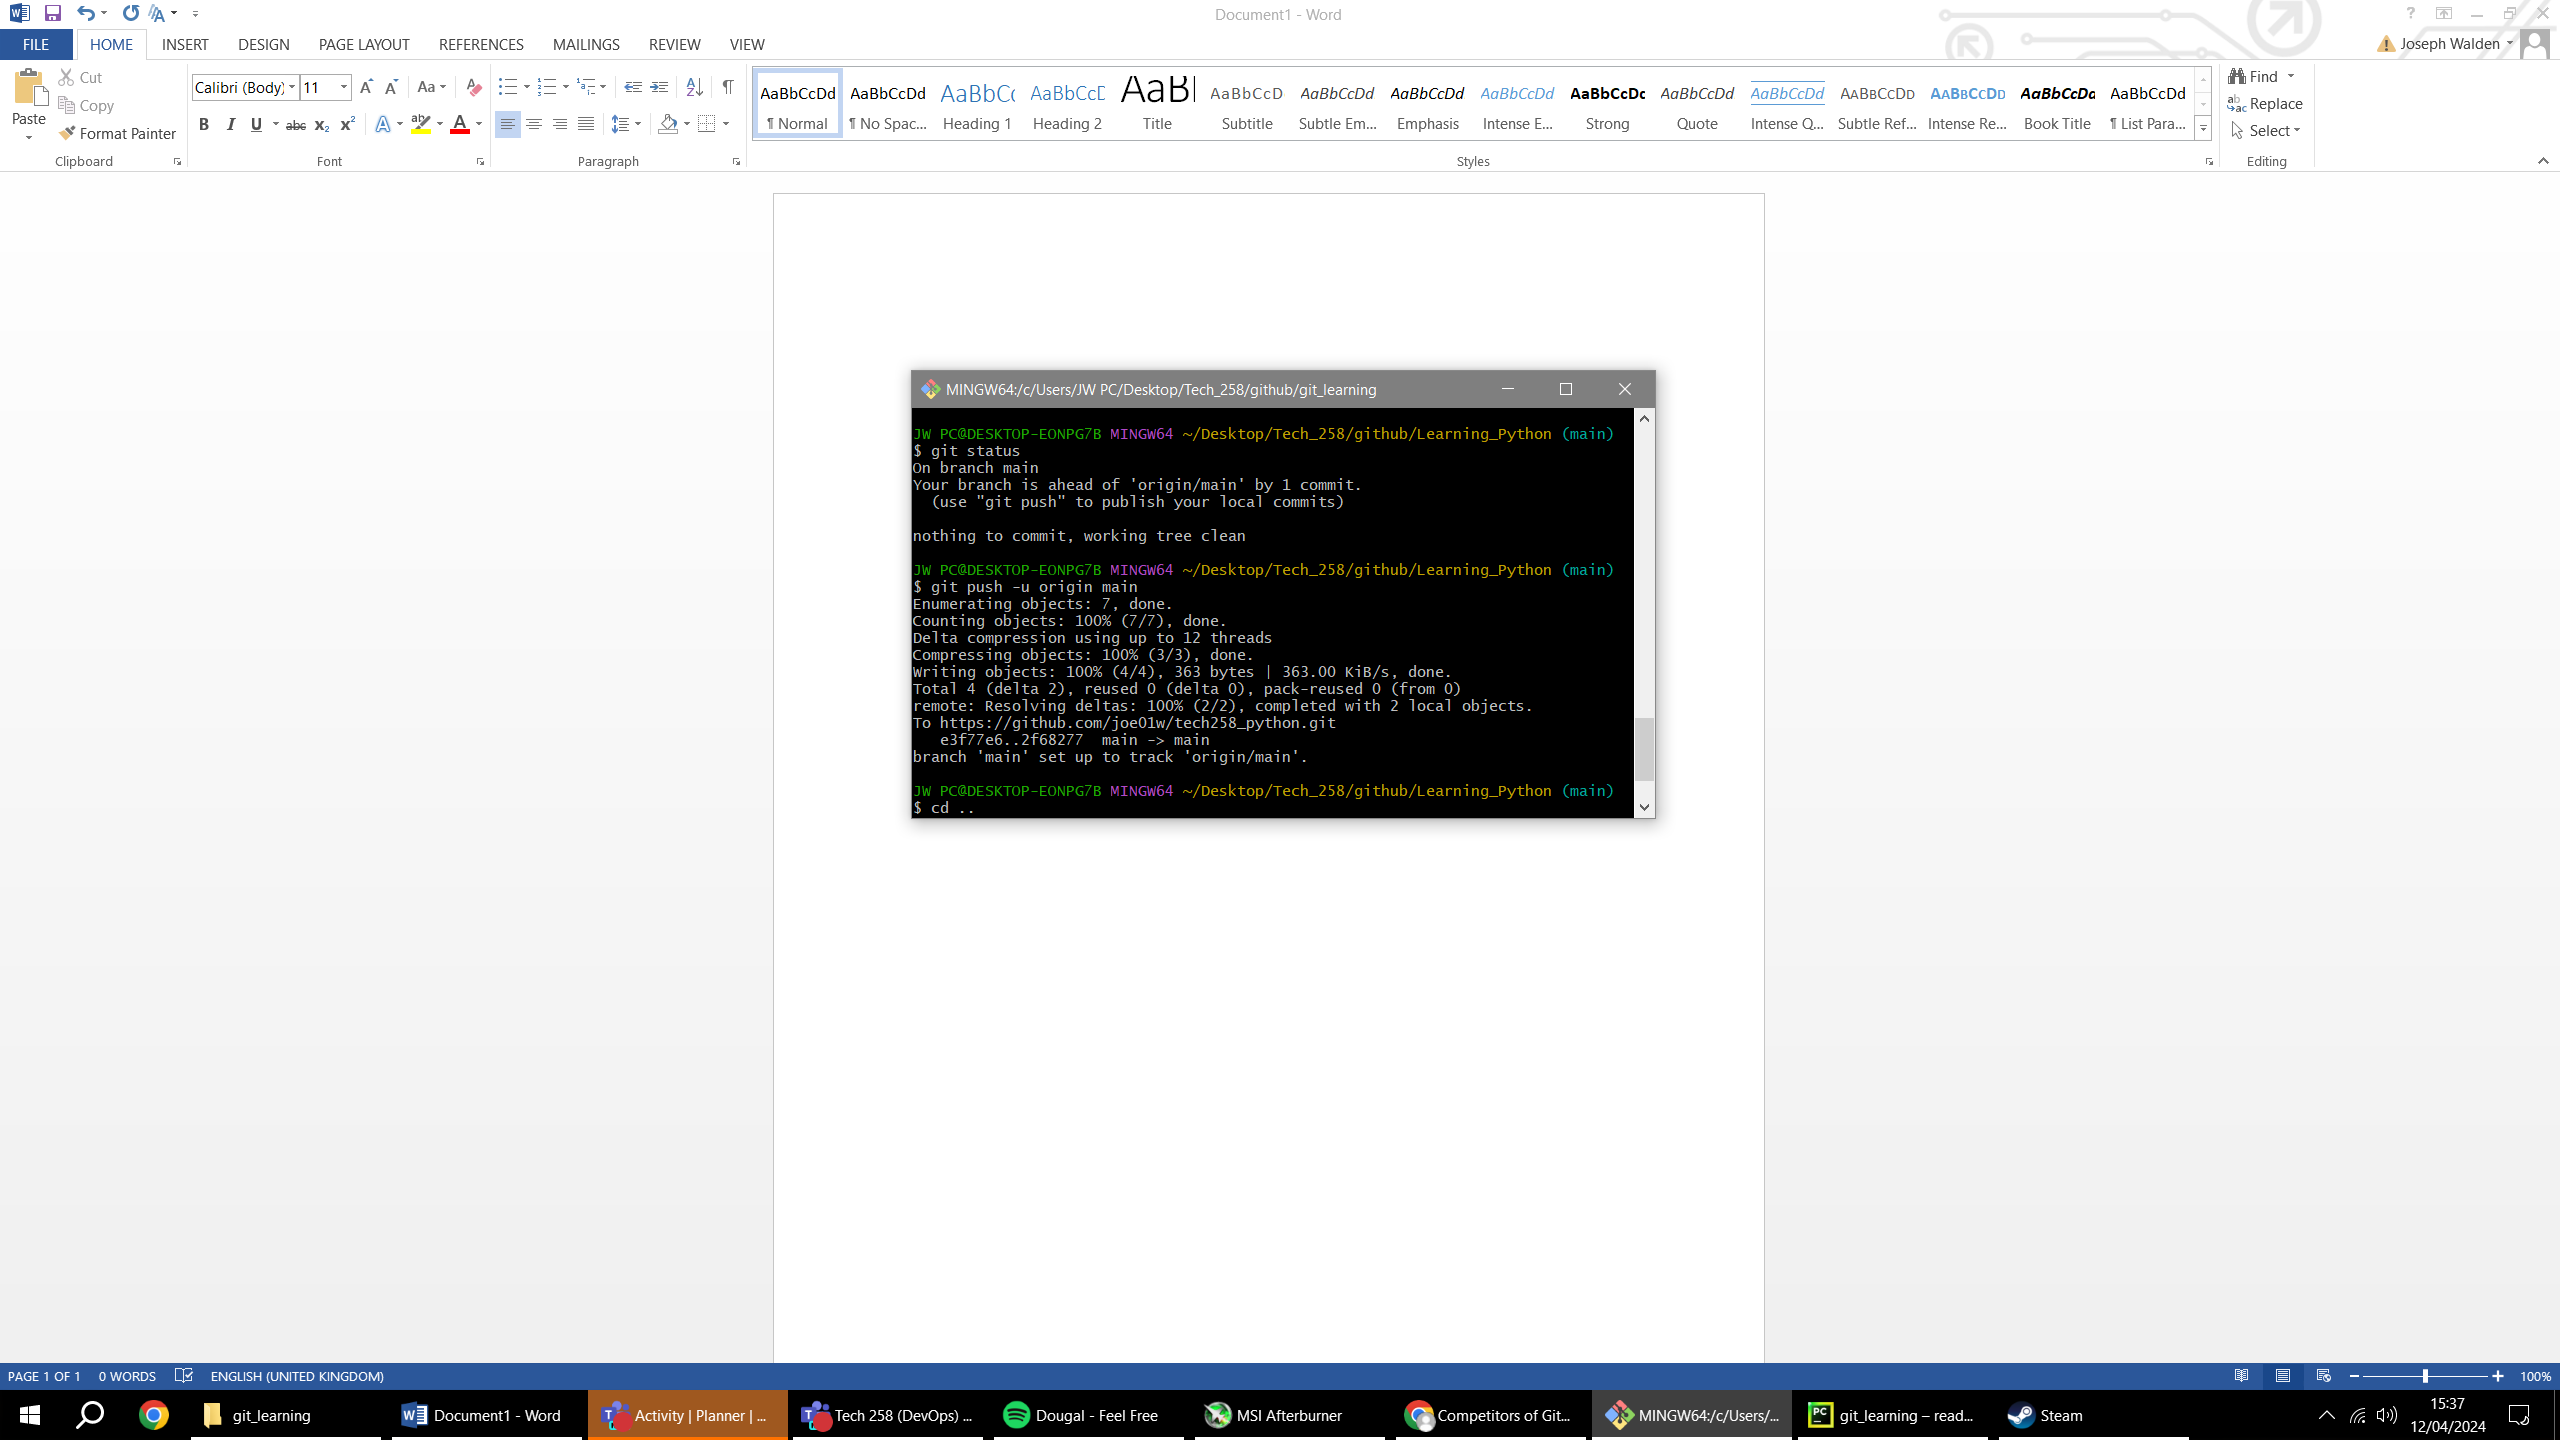 Document1 - Word
?
FILE HOME INSERT DESIGN PAGE LAYOUT REFERENCES MAILINGS REVIEW VIEW
Joseph Walden
Paste
Cut
Copy
Format Painter
Clipboard
Calibri (Body) 11
Font
Paragraph
AaBbCcDd AaBbCcDd AaBbCc AaBbCcD AaB AaBbCcD AaBbCcDd AaBbCcDd AaBbCcDd AaBbCcDd AaBbCcDd AaBbCcDd AaBbCcDd AaBbCcDd AaBbCcDd AaBbCcDd
¶ Normal ¶ No Spac... Heading 1 Heading 2 Title Subtitle Subtle Em... Emphasis Intense E... Strong Quote Intense Q... Subtle Ref... Intense Re... Book Title ¶ List Para...
Styles
Find
Replace
Select
Editing
MINGW64:/c/Users/JW PC/Desktop/Tech_258/github/git_learning
JW PC@DESKTOP-EONPG7B MINGW64 ~/Desktop/Tech_258/github/Learning_Python (main)
$ git status
On branch main
Your branch is ahead of 'origin/main' by 1 commit.
(use "git push" to publish your local commits)
nothing to commit, working tree clean
JW PC@DESKTOP-EONPG7B MINGW64 ~/Desktop/Tech_258/github/Learning_Python (main)
$ git push -u origin main
Enumerating objects: 7, done.
Counting objects: 100% (7/7), done.
Delta compression using up to 12 threads
Compressing objects: 100% (3/3), done.
Writing objects: 100% (4/4), 363 bytes | 363.00 KiB/s, done.
Total 4 (delta 2), reused 0 (delta 0), pack-reused 0 (from 0)
remote: Resolving deltas: 100% (2/2), completed with 2 local objects.
To https://github.com/joe01w/tech258_python.git
e3f77e6..2f68277 main -> main
branch 'main' set up to track 'origin/main'.
JW PC@DESKTOP-EONPG7B MINGW64 ~/Desktop/Tech_258/github/Learning_Python (main)
$ cd ..
PAGE 1 OF 1 0 WORDS ENGLISH (UNITED KINGDOM) 100%
git_learning Document1 - Word Activity | Planner | ... Tech 258 (DevOps) ... Dougal - Feel Free MSI Afterburner Competitors of Git... MINGW64:/c/Users/... git_learning – read... Steam
15:37
12/04/2024